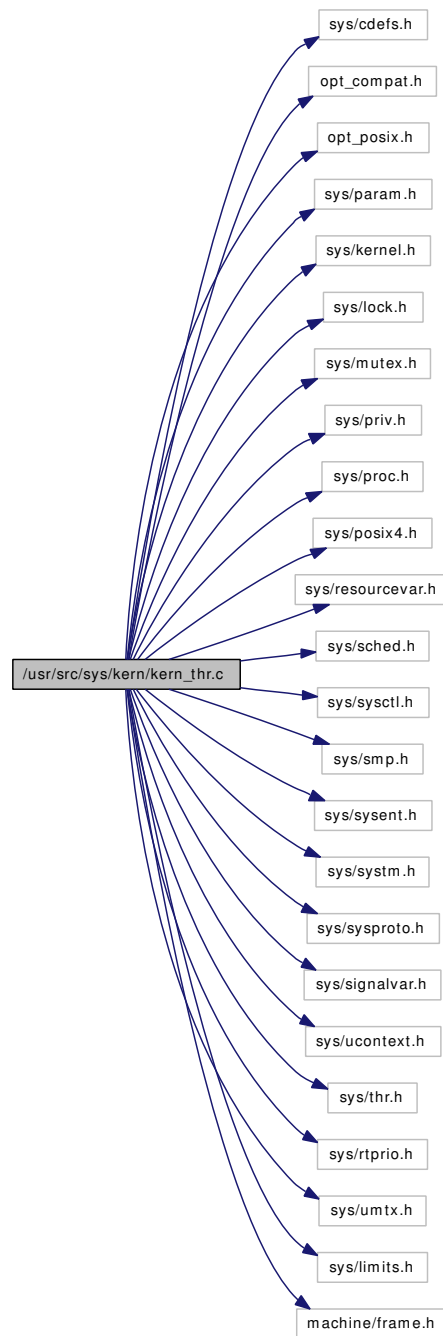 sys/cdefs.h
opt_compat.h
opt_posix.h
sys/param.h
sys/kernel.h
sys/lock.h
sys/mutex.h
sys/priv.h
sys/proc.h
sys/posix4.h
sys/resourcevar.h
sys/sched.h
/usr/src/sys/kern/kern_thr.c
sys/sysctl.h
sys/smp.h
sys/sysent.h
sys/systm.h
sys/sysproto.h
sys/signalvar.h
sys/ucontext.h
sys/thr.h
sys/rtprio.h
sys/umtx.h
sys/limits.h
machine/frame.h